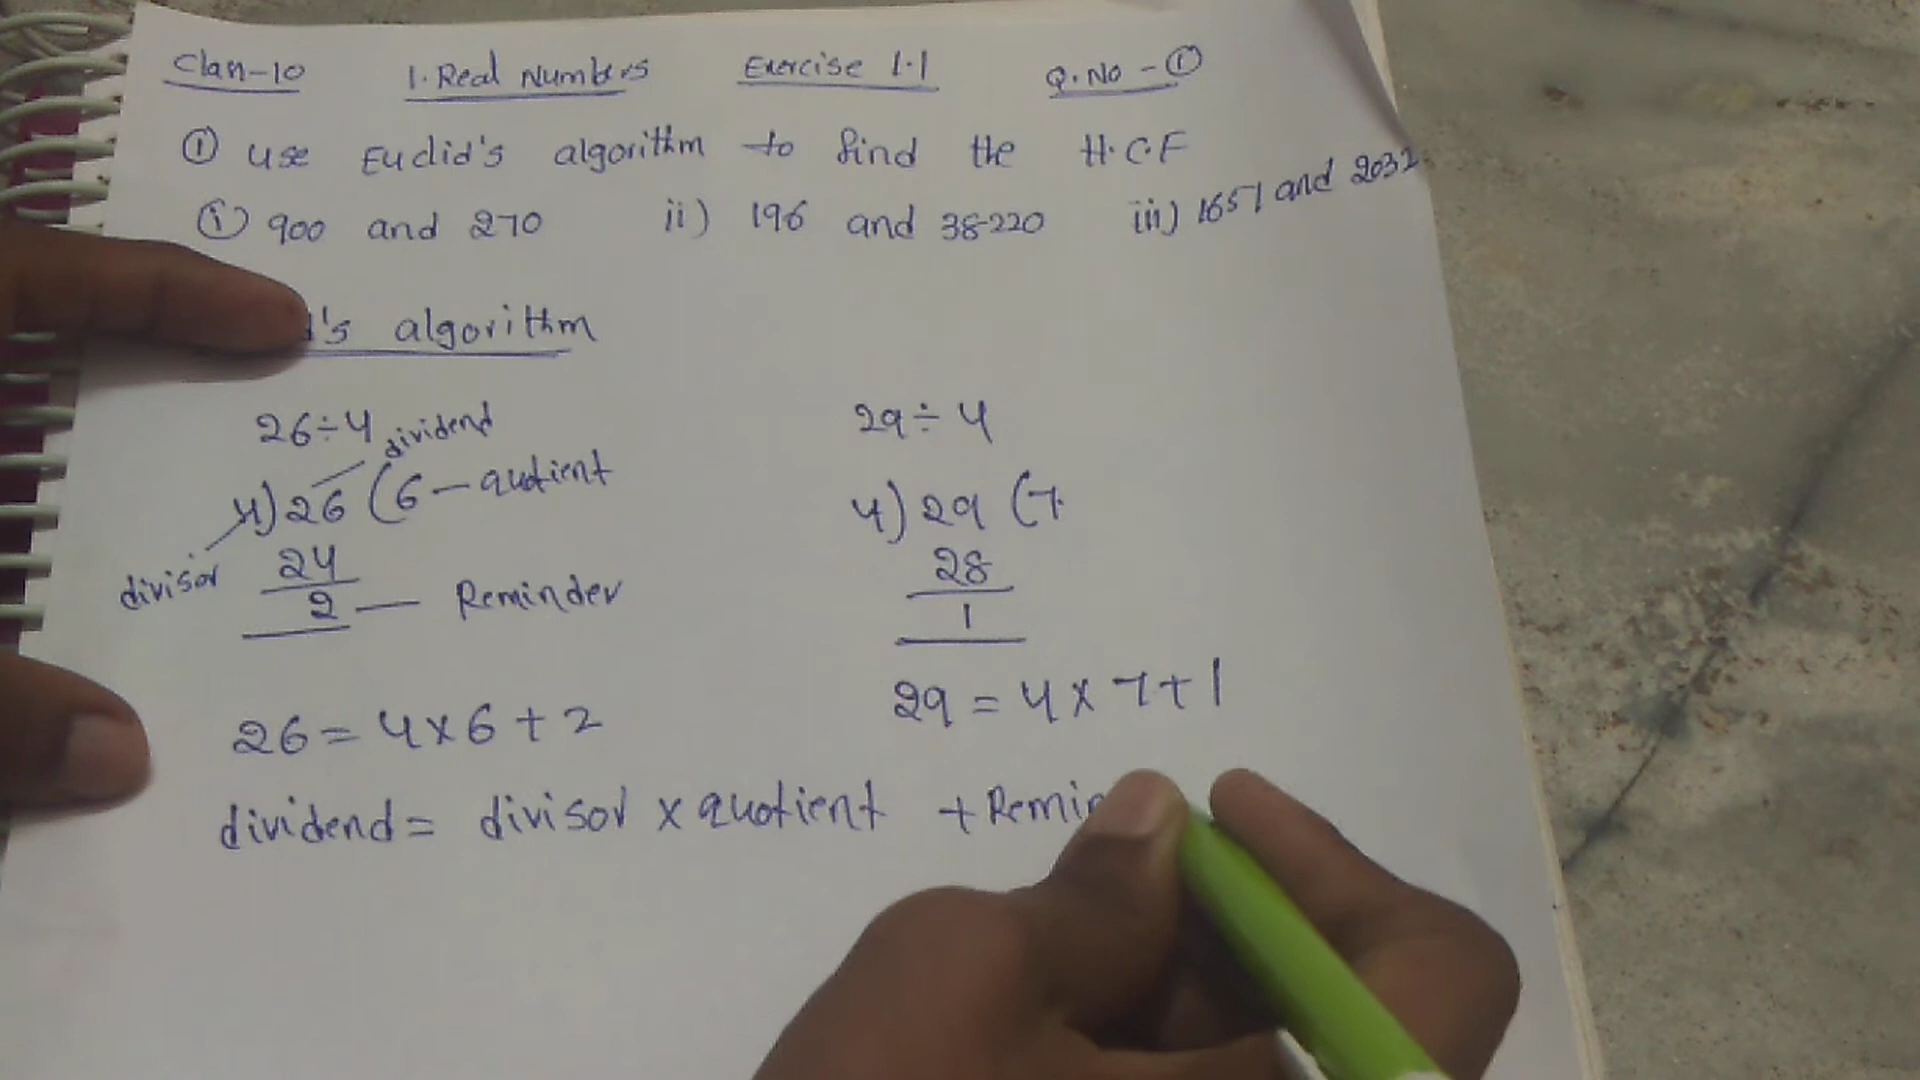 Class-10 1. Real Numbers Exercise 1.1 Q.No - ①
① use Euclid's algorithm to find the H.C.F
① 900 and 270 ii) 196 and 38220 iii) 1651 and 2032.
d's algorithm
26÷4 29÷4
dividend
4)26(6 — quotient 4)29(7
24 28
divisor 2 — Reminder 1
26 = 4×6+2 29 = 4×7+1
dividend = divisor × quotient + Remin